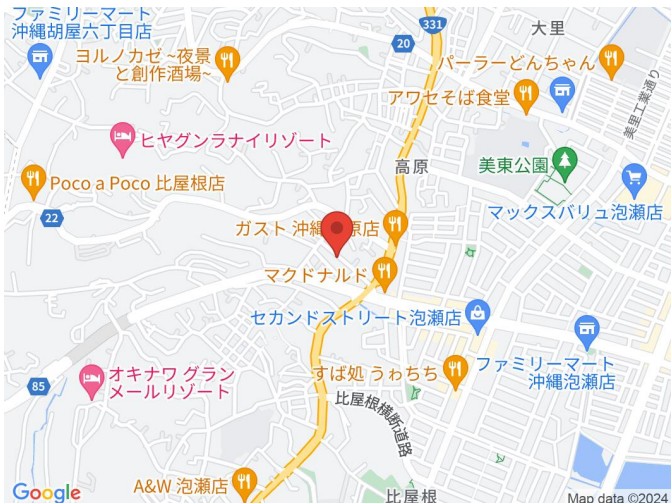 ファミリーマート
沖縄胡屋六丁目店
331
大里
20
ヨルノカゼ ~夜景
と創作酒場~
パーラーどんちゃん
アワセそば食堂
美里工業通り
ヒヤグンラナイリゾート
高原
美東公園
Poco a Poco 比屋根店
マックスバリュ泡瀬店
22
ガスト 沖縄
原店
マクドナルド
セカンドストリート泡瀬店
ファミリーマート
沖縄泡瀬店
85
オキナワ グラン
メールリゾート
すば処 うゎちち
比屋根横断道路
A&W 泡瀬店
比屋根
Google
Map data ©2024